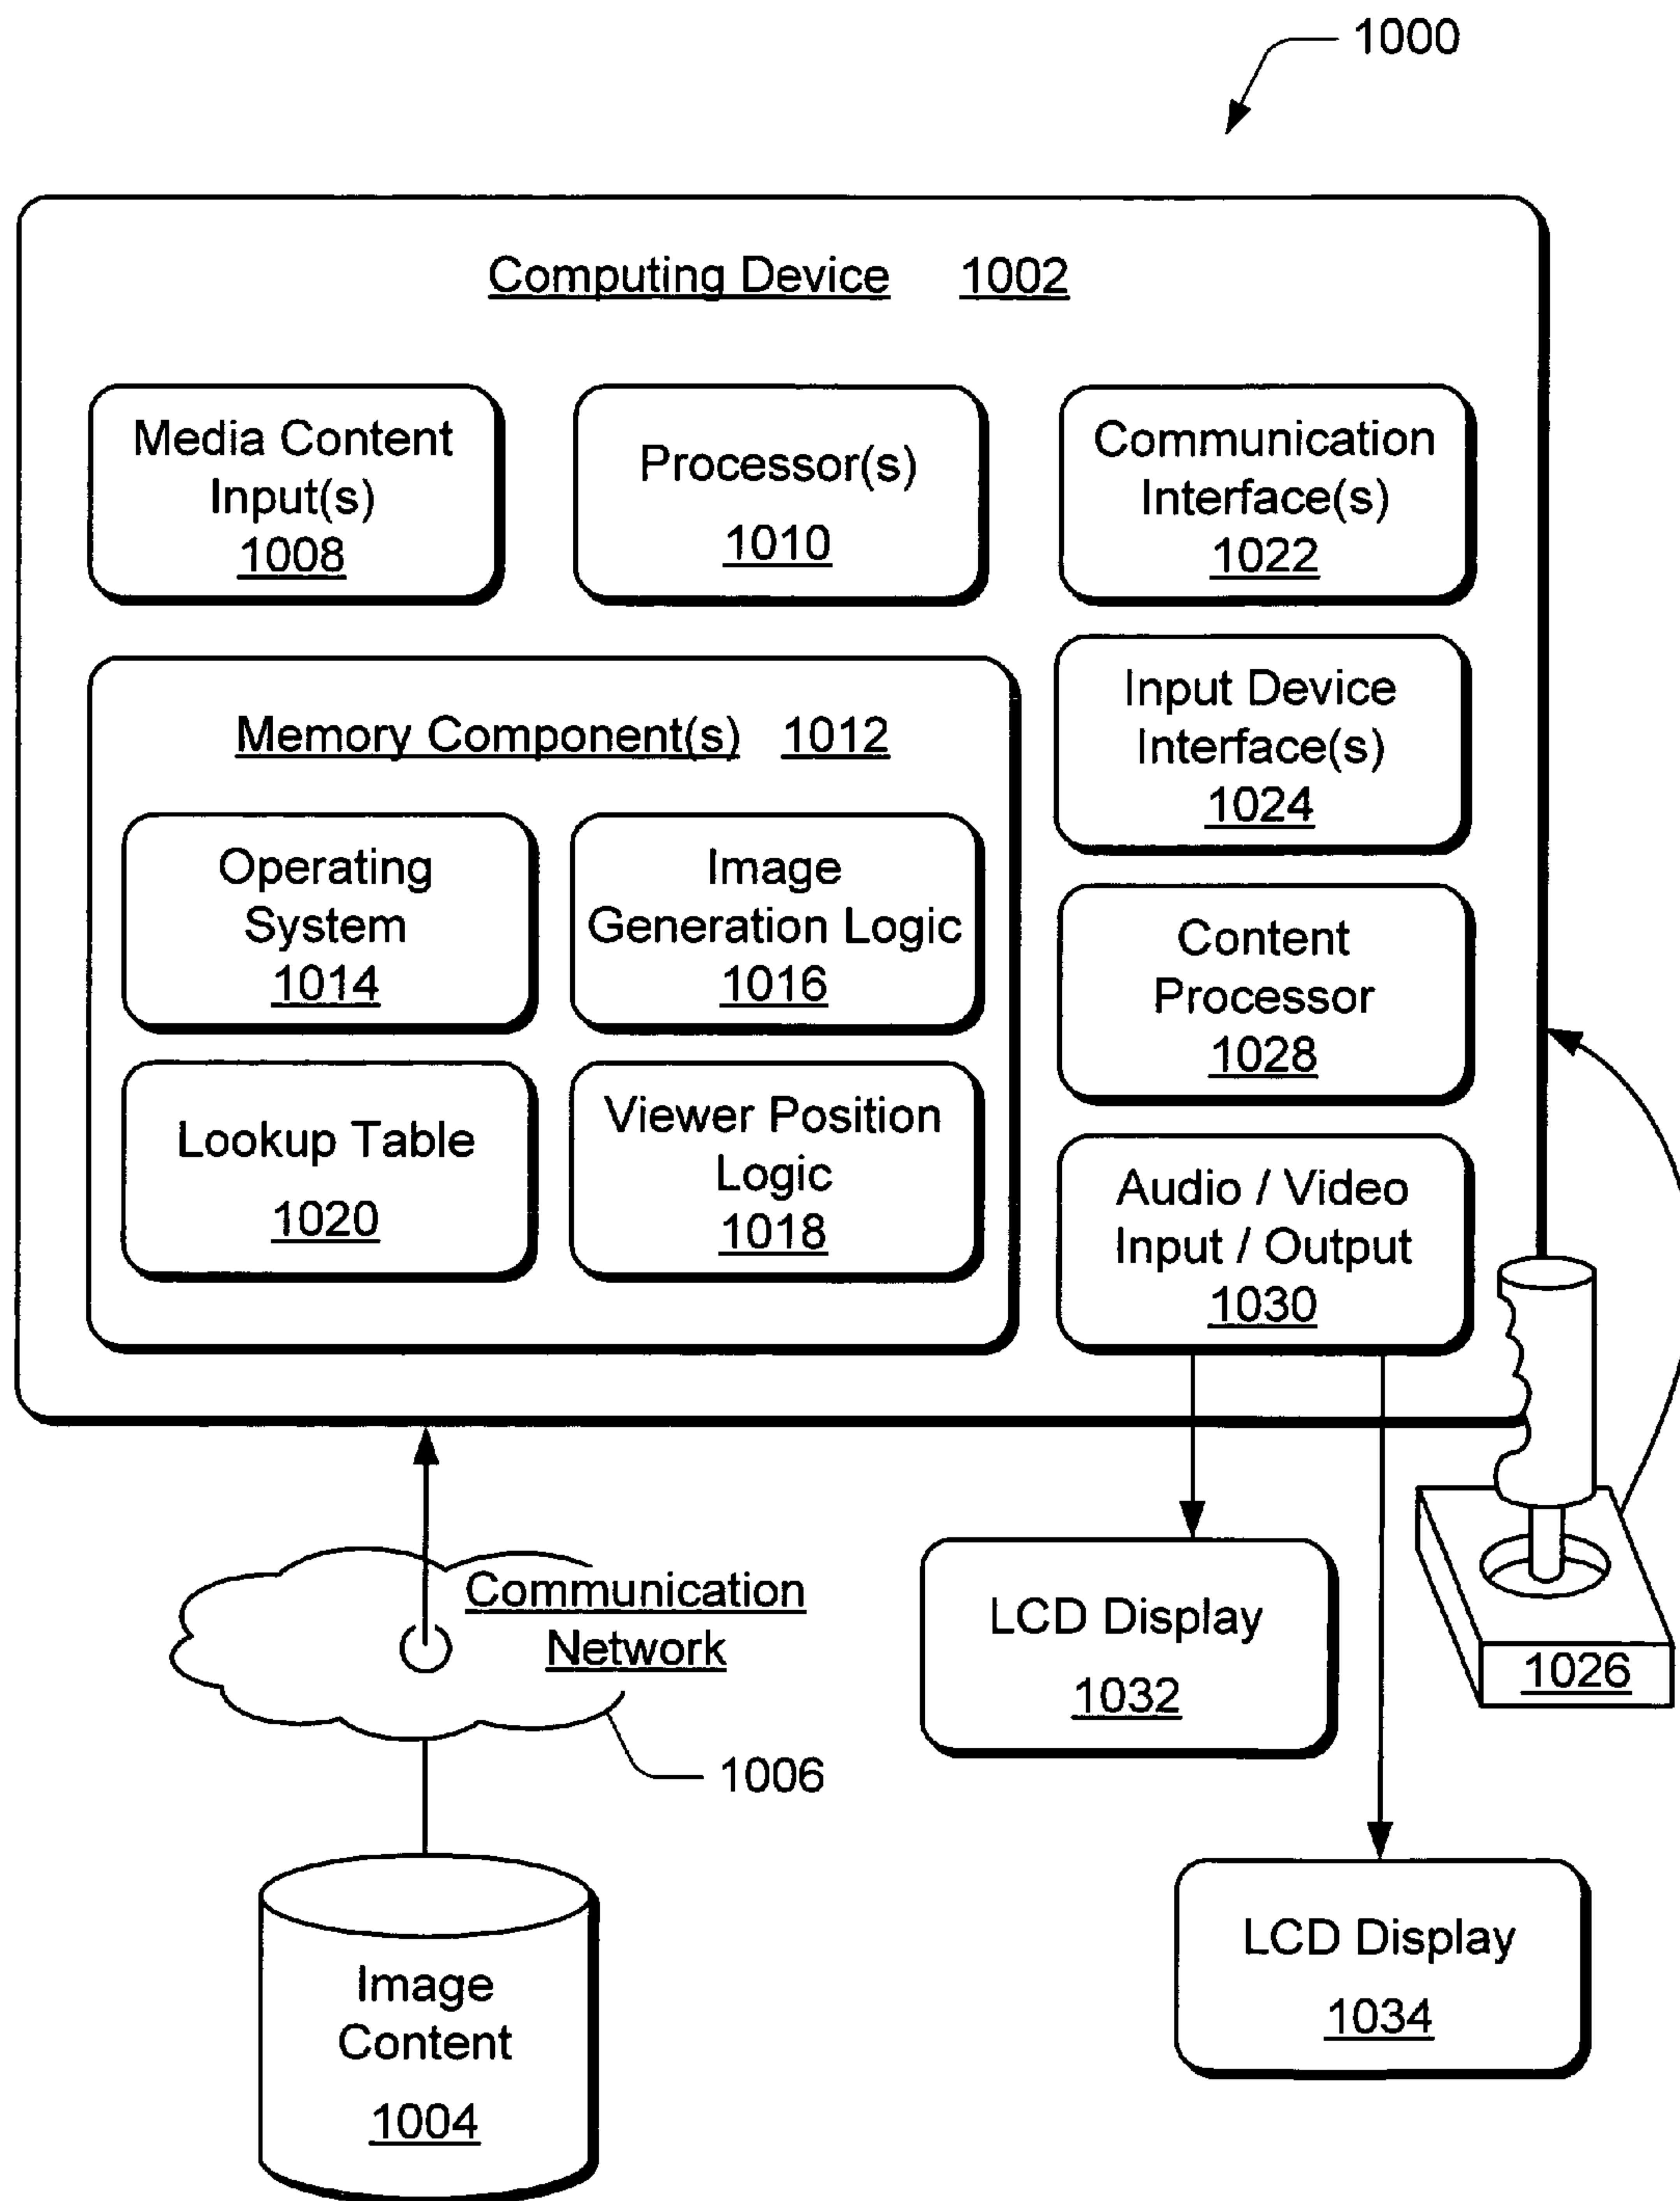 1000
Computing Device 1002
Media Content
Input(s)
1008
Processor(s)
1010
Communication
Interface(s)
1022
Memory Component(s) 1012
Operating
System
1014
Image
Generation Logic
1016
Lookup Table
1020
Viewer Position
Logic
1018
Input Device
Interface(s)
1024
Content
Processor
1028
Audio / Video
Input / Output
1030
Communication
Network
1006
Image
Content
1004
LCD Display
1032
LCD Display
1034
1026